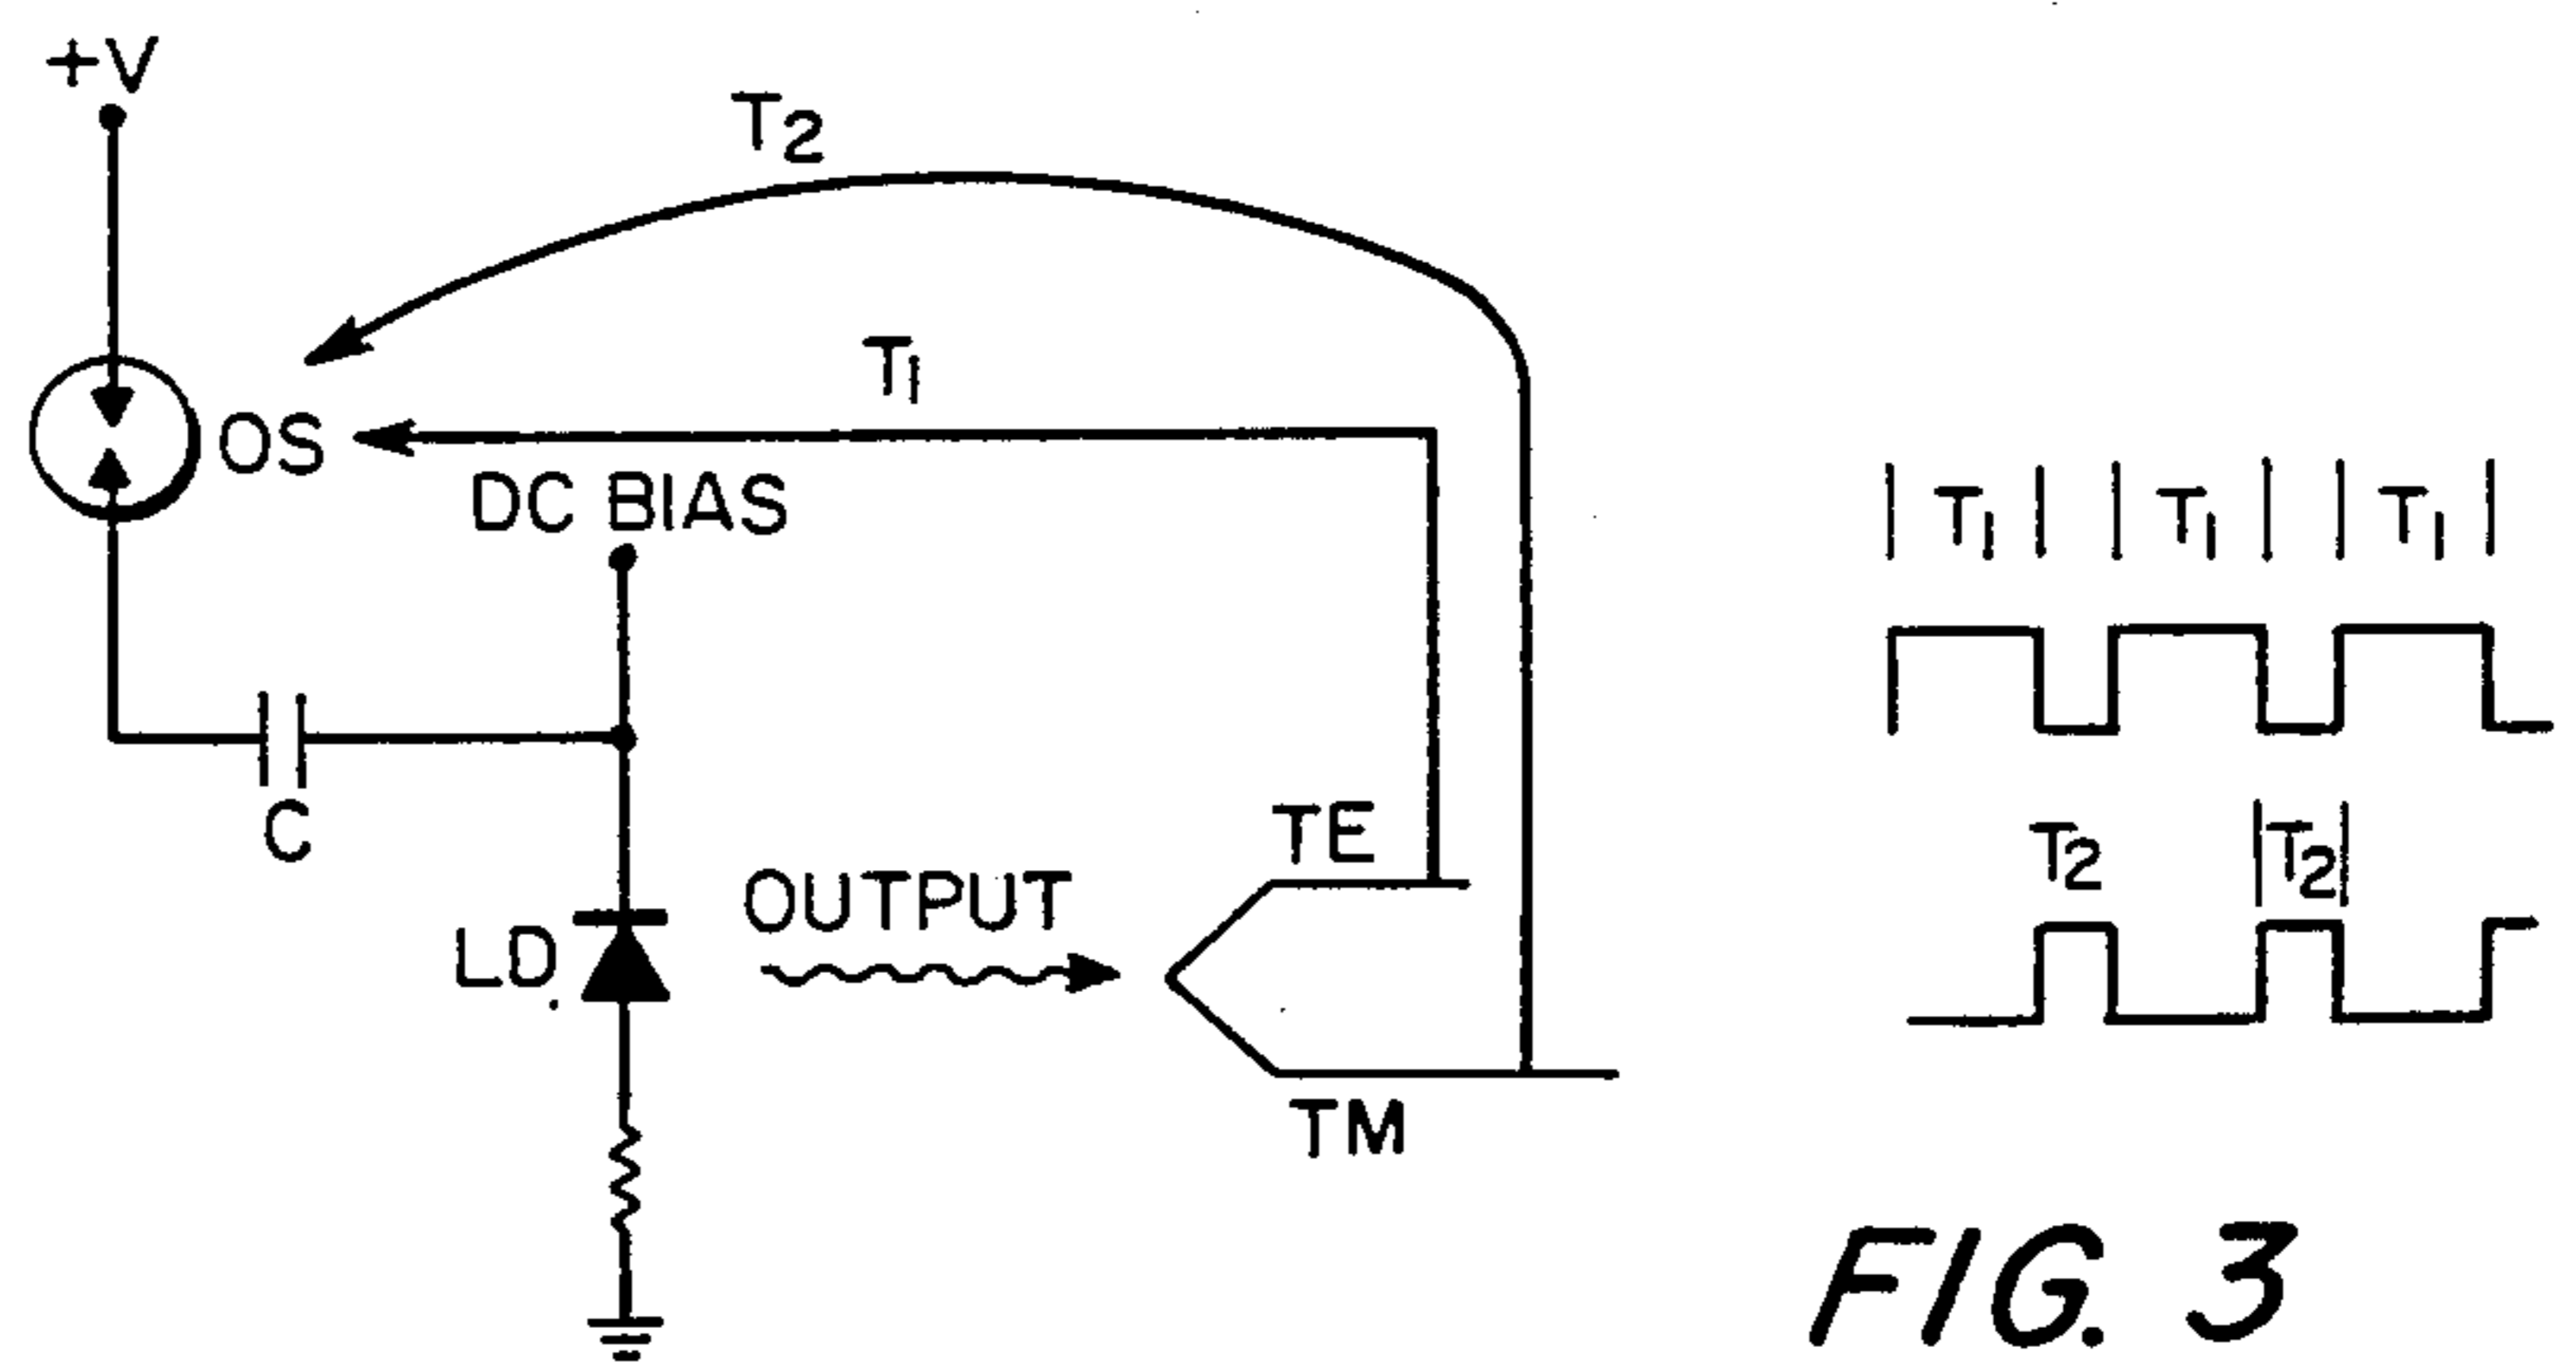 +V
T2
T1
OS
DC BIAS
T1 T1 T1
C
TE
T2 T2
OUTPUT
LD
TM
FIG. 3